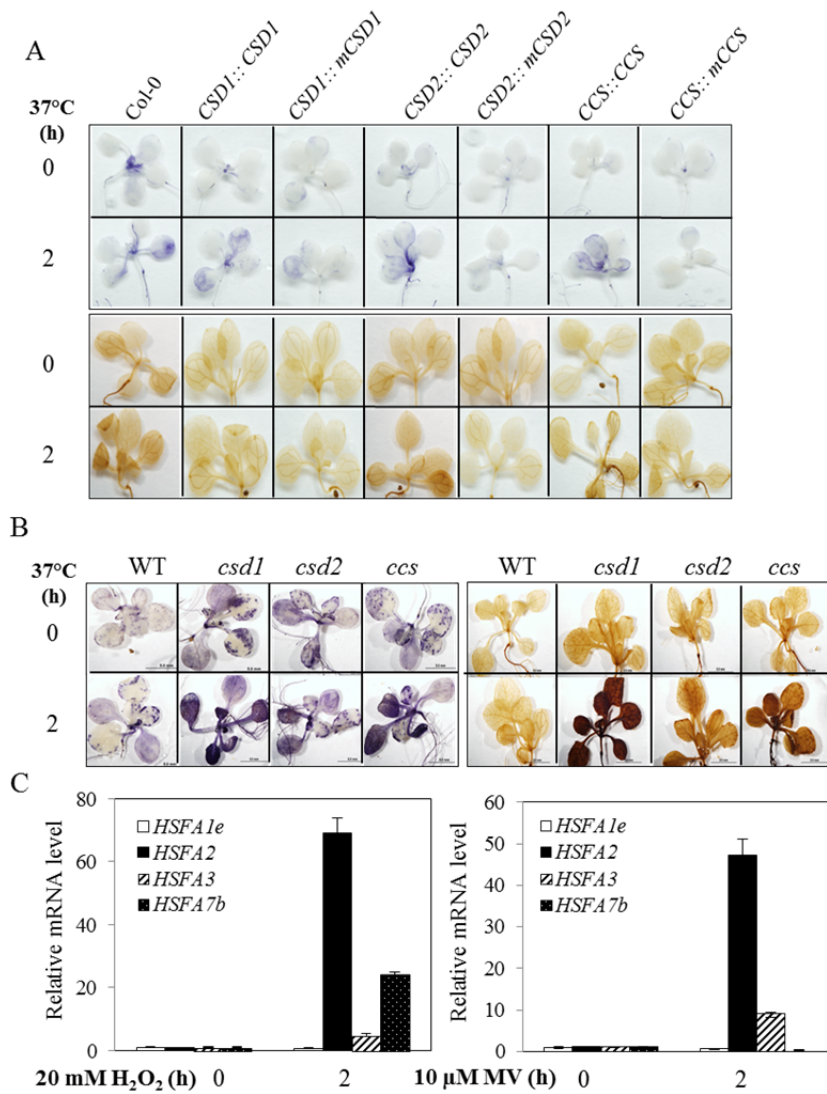 A
Col-0
CSD1:: CSD1
CSD1:: mCSD1
CSD2:: CSD2
CSD2:: mCSD2
CCS::CCS
CCS:: mCCS
37°C
(h)
0
2
0
2
B
37°C
(h)
WT csd1 csd2 ccs
WT csd1 csd2 ccs
0
2
C
Relative mRNA level
80
60
40
20
0
HSFA1e
HSFA2
HSFA3
HSFA7b
20 mM H₂O₂ (h) 0 2
Relative mRNA level
60
50
40
30
20
10
0
HSFA1e
HSFA2
HSFA3
HSFA7b
10 µM MV (h) 0 2